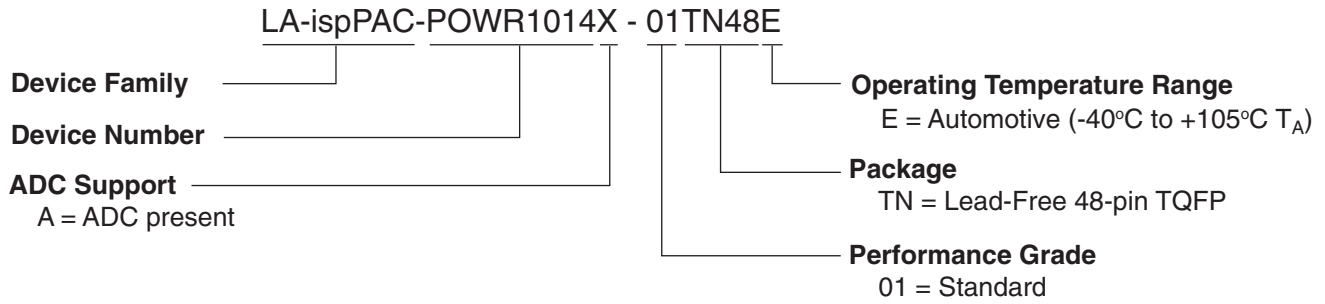 LA-ispPAC-POWR1014X - 01TN48E
Device Family
Device Number
ADC Support
A = ADC present
Operating Temperature Range
E = Automotive (-40°C to +105°C TA)
Package
TN = Lead-Free 48-pin TQFP
Performance Grade
01 = Standard